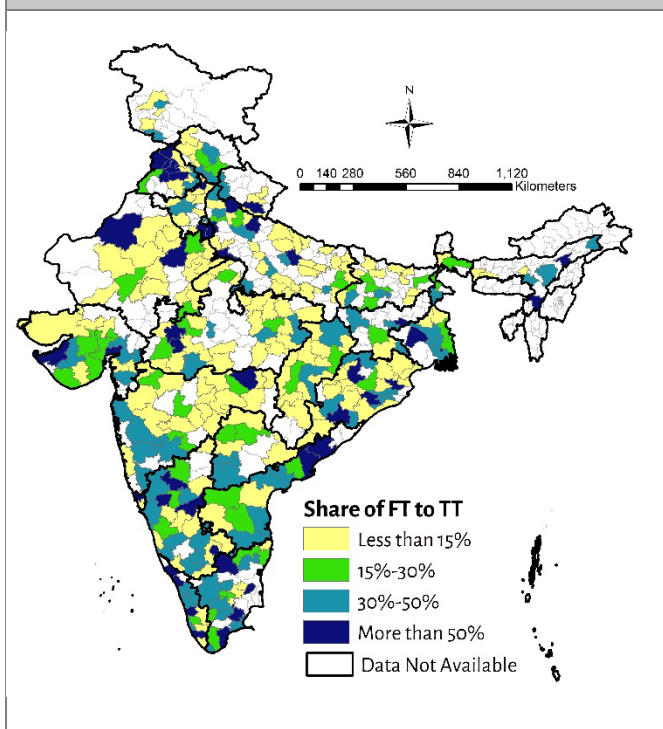 N
0 140 280 560 840 1,120
Kilometers
Share of FT to TT
Less than 15%
15%-30%
30%-50%
More than 50%
Data Not Available